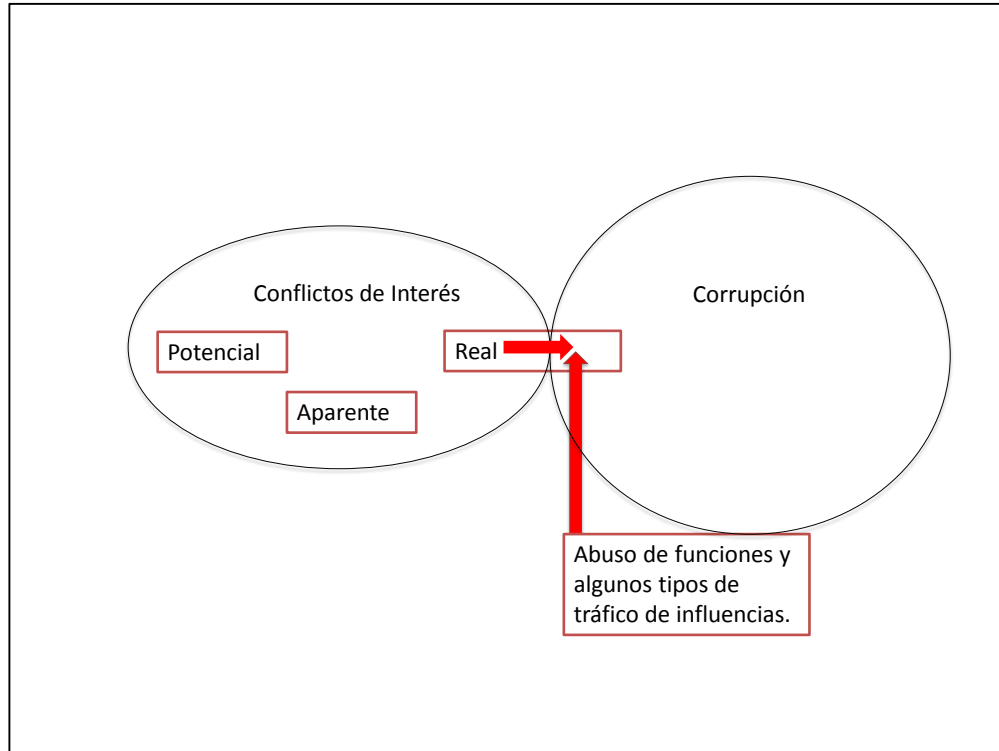 Conflictos de Interés
Corrupción
Potencial
Real
Aparente
Abuso de funciones y
algunos tipos de
tráfico de influencias.